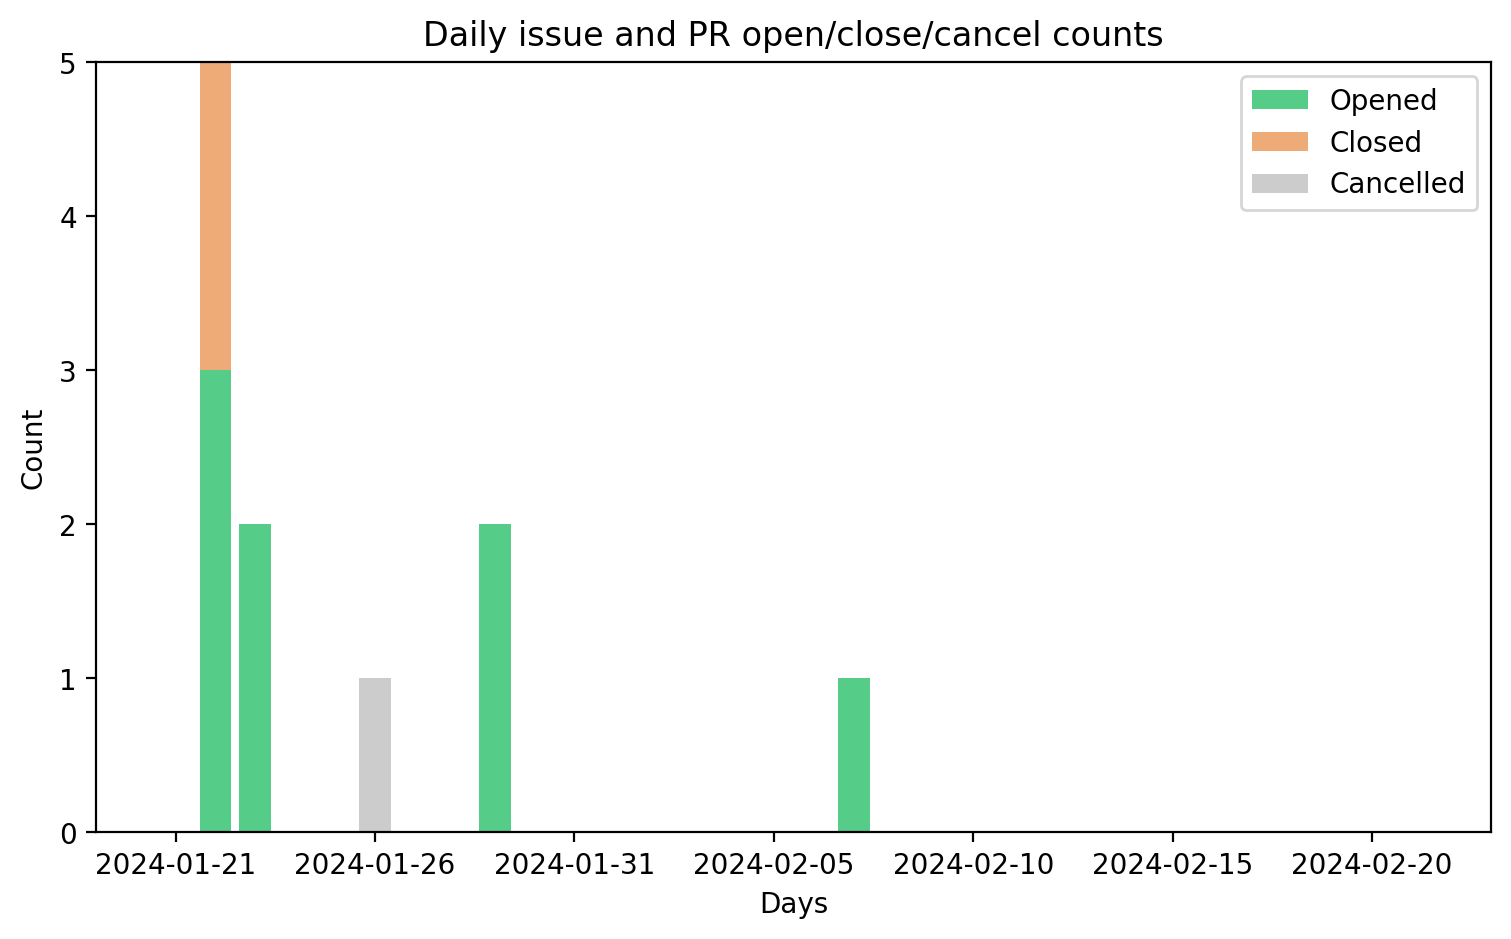 Daily issue and PR open/close/cancel counts
Opened
Closed
Cancelled
5
4
3
2
1
0
Count
2024-01-21 2024-01-26 2024-01-31 2024-02-05 2024-02-10 2024-02-15 2024-02-20
Days